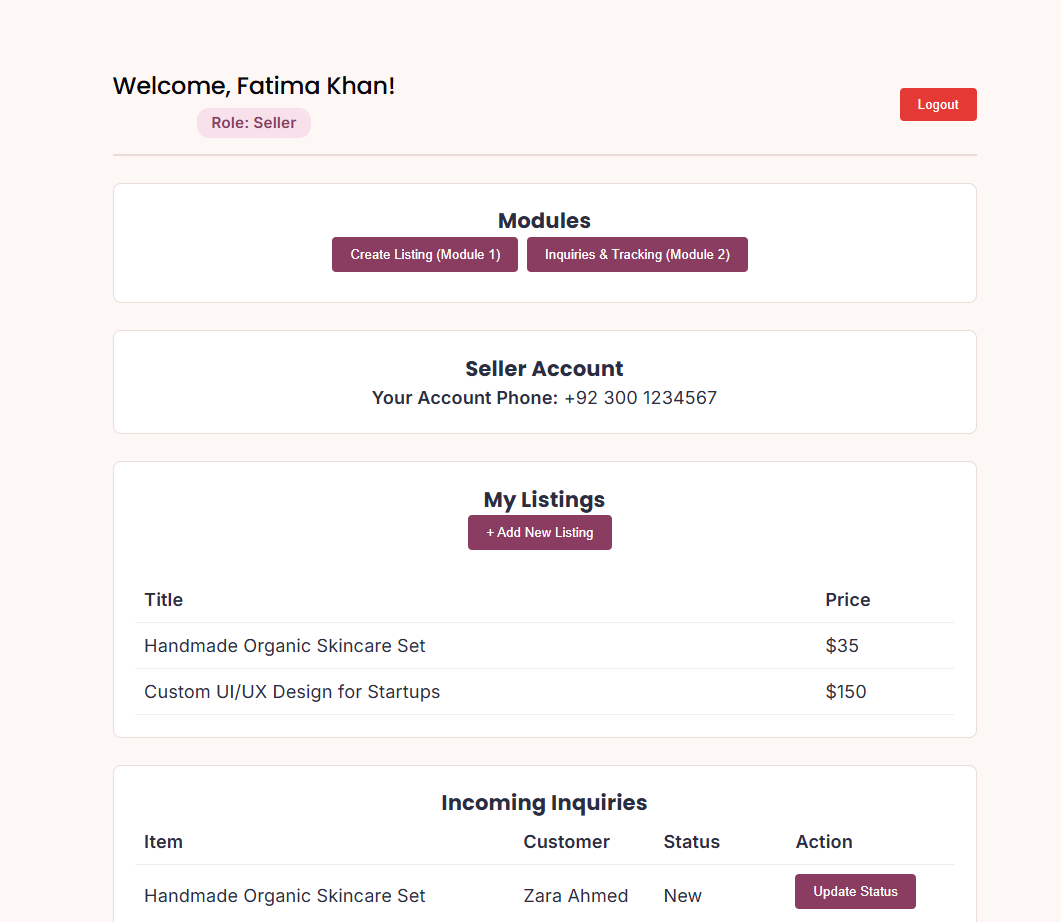 Welcome, Fatima Khan!
Role: Seller
Logout
Modules
Create Listing (Module 1) Inquiries & Tracking (Module 2)
Seller Account
Your Account Phone: +92 300 1234567
My Listings
+ Add New Listing
Title Price
Handmade Organic Skincare Set $35
Custom UI/UX Design for Startups $150
Incoming Inquiries
Item Customer Status Action
Handmade Organic Skincare Set Zara Ahmed New Update Status